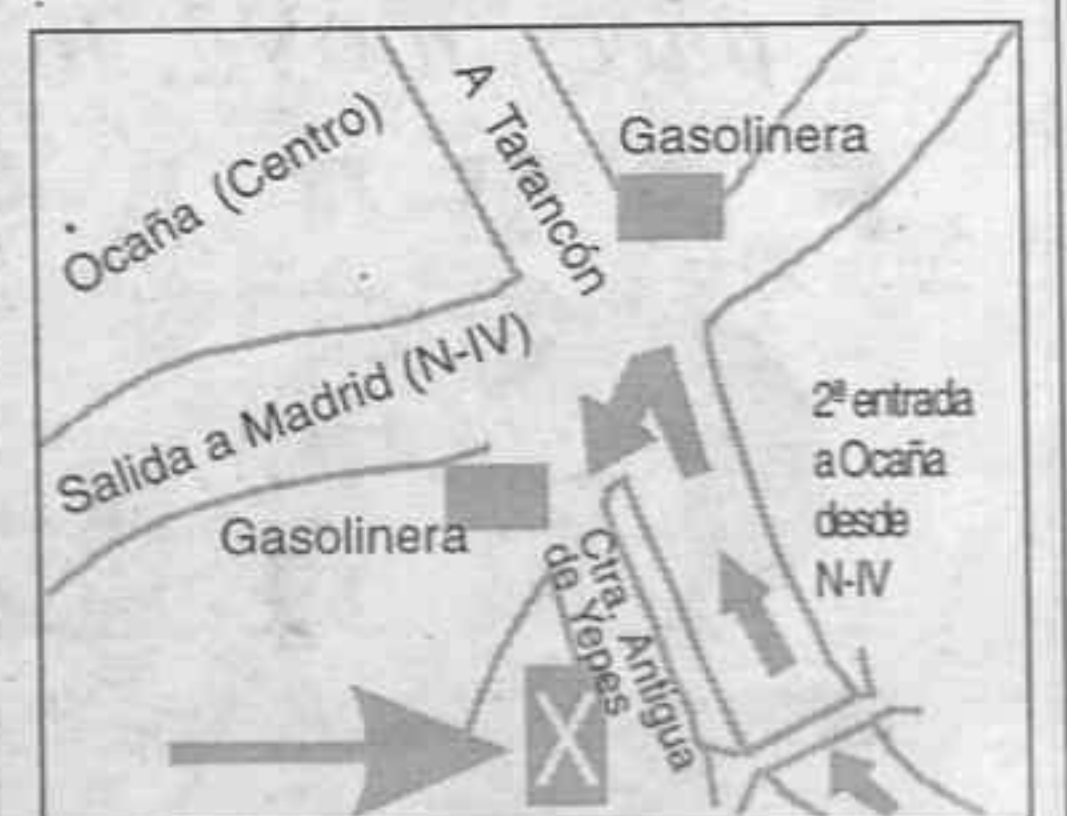 A Tarancón
Gasolinera
Ocaña (Centro)
Salida a Madrid (N-IV)
2ª entrada
a Ocaña
desde
N-IV
Gasolinera
Ctra. Antigua
de Yepes
X